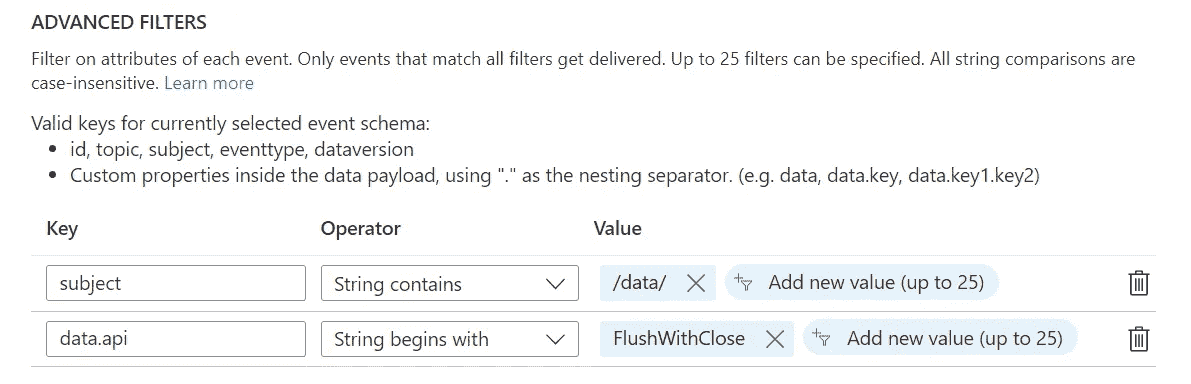 ADVANCED FILTERS
Filter on attributes of each event. Only events that match all filters get delivered. Up to 25 filters can be specified. All string comparisons are
case-insensitive. Learn more
Valid keys for currently selected event schema:
• id, topic, subject, eventtype, dataversion
• Custom properties inside the data payload, using "." as the nesting separator. (e.g. data, data.key, data.key1.key2)
Key Operator Value
subject String contains /data/ Add new value (up to 25)
data.api String begins with FlushWithClose Add new value (up to 25)